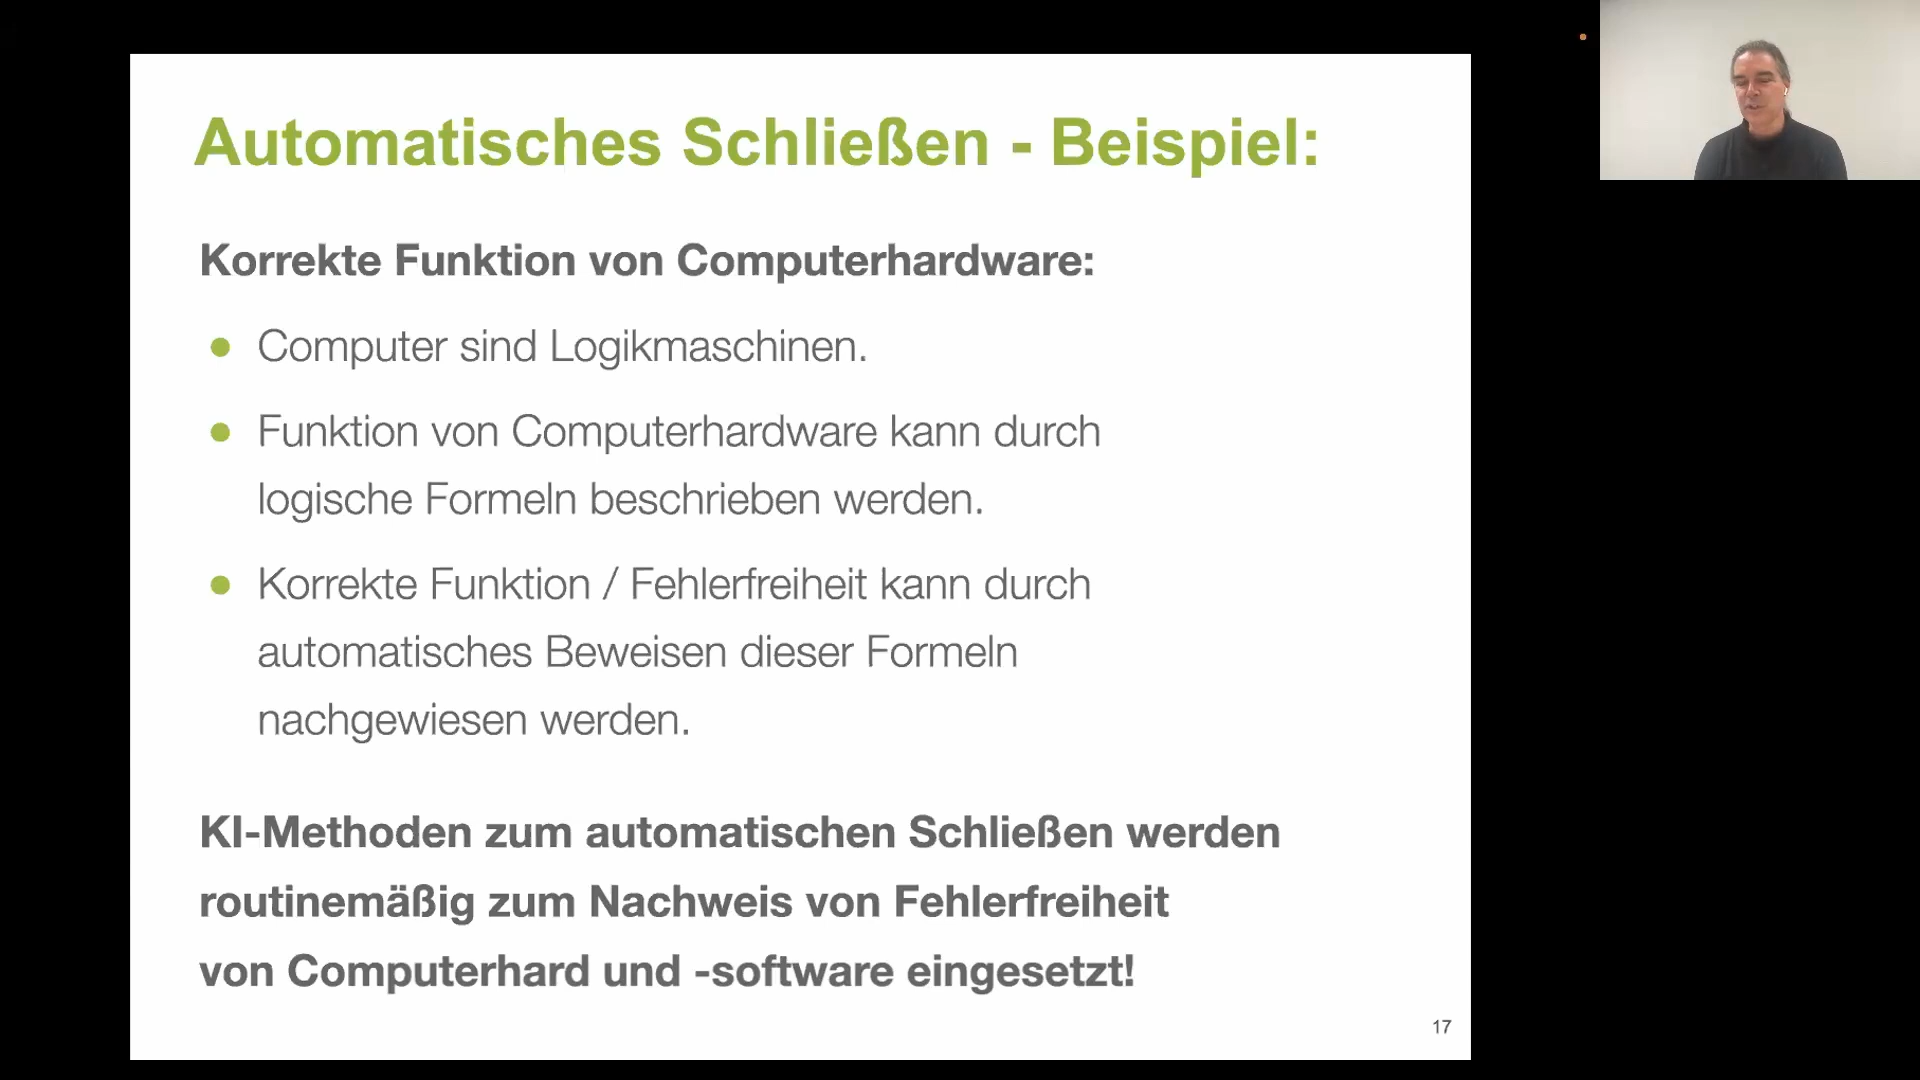 Automatisches Schließen - Beispiel:
Korrekte Funktion von Computerhardware:
Computer sind Logikmaschinen.
Funktion von Computerhardware kann durch
logische Formeln beschrieben werden.
Korrekte Funktion / Fehlerfreiheit kann durch
automatisches Beweisen dieser Formeln
nachgewiesen werden.
KI-Methoden zum automatischen Schließen werden
routinemäßig zum Nachweis von Fehlerfreiheit
von Computerhard und -software eingesetzt!
17